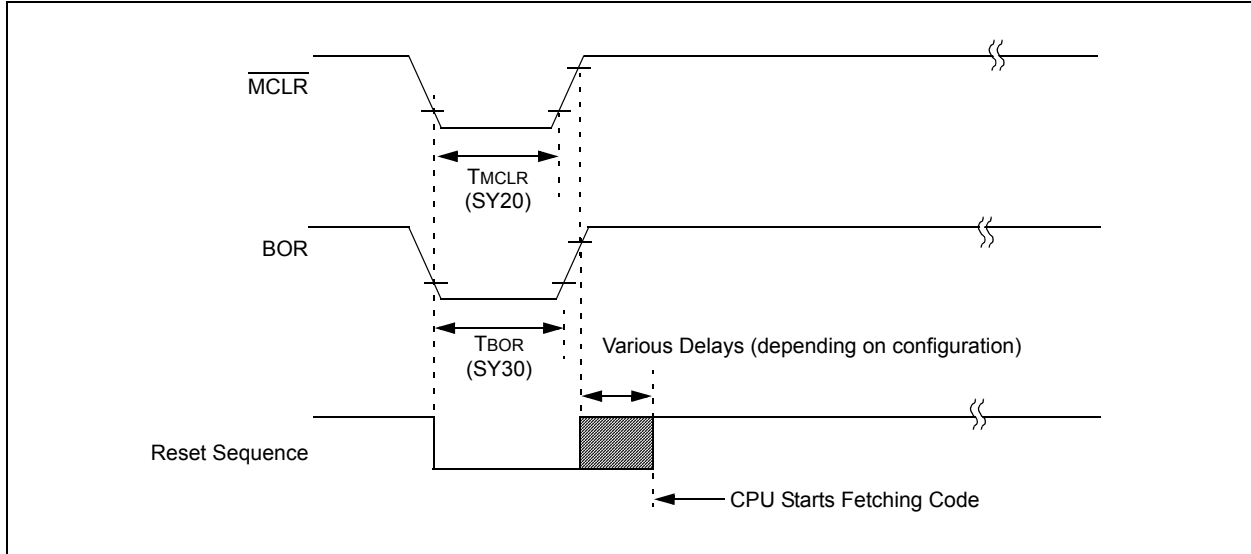 MCLR
TMCLR
(SY20)
BOR
TBOR
(SY30)
Various Delays (depending on configuration)
Reset Sequence
CPU Starts Fetching Code